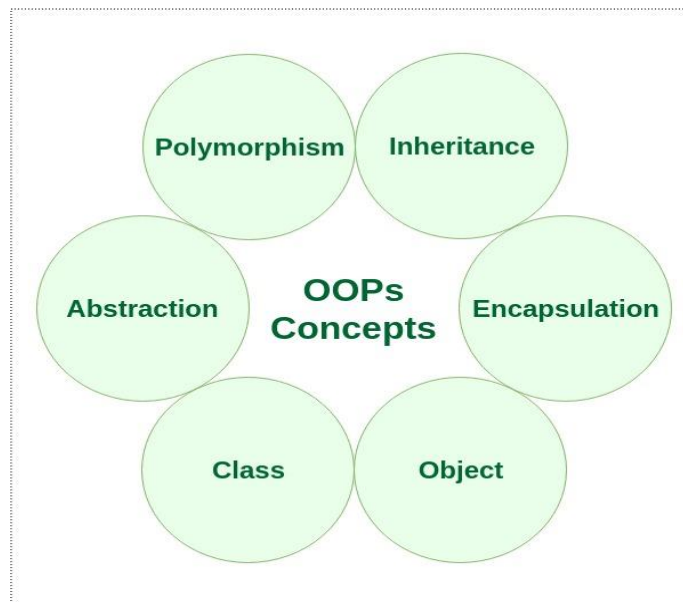 Polymorphism
Inheritance
Abstraction
OOPs
Concepts
Encapsulation
Class
Object